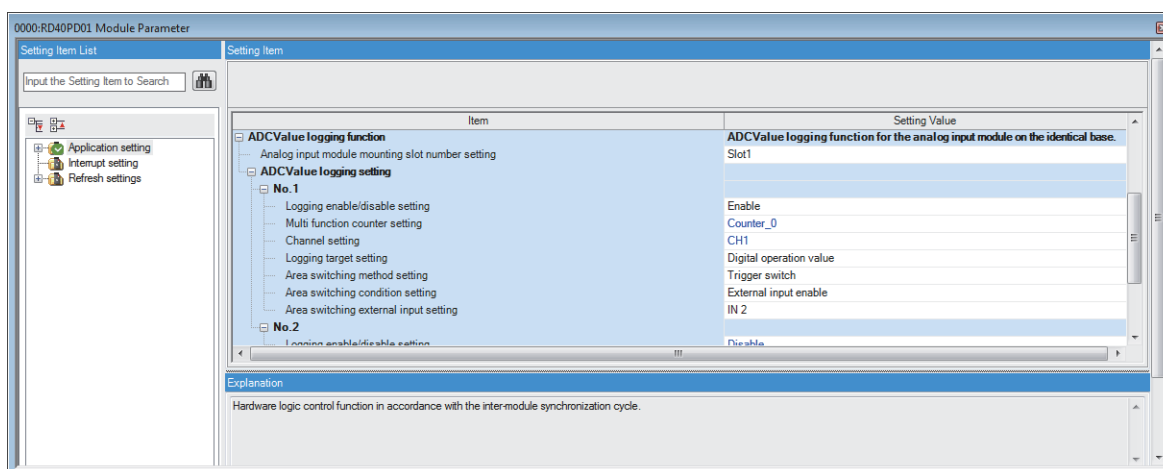 0000:RD40PD01 Module Parameter
Setting Item List
Input the Setting Item to Search
Application setting
Interrupt setting
Refresh settings
Setting Item
Item Setting Value
ADCValue logging function ADCValue logging function for the analog input module on the identical base.
Analog input module mounting slot number setting Slot1
ADCValue logging setting
No.1
Logging enable/disable setting Enable
Multi function counter setting Counter_0
Channel setting CH1
Logging target setting Digital operation value
Area switching method setting Trigger switch
Area switching condition setting External input enable
Area switching external input setting IN 2
No.2
Logging enable/disable setting Disable
Explanation
Hardware logic control function in accordance with the inter-module synchronization cycle.